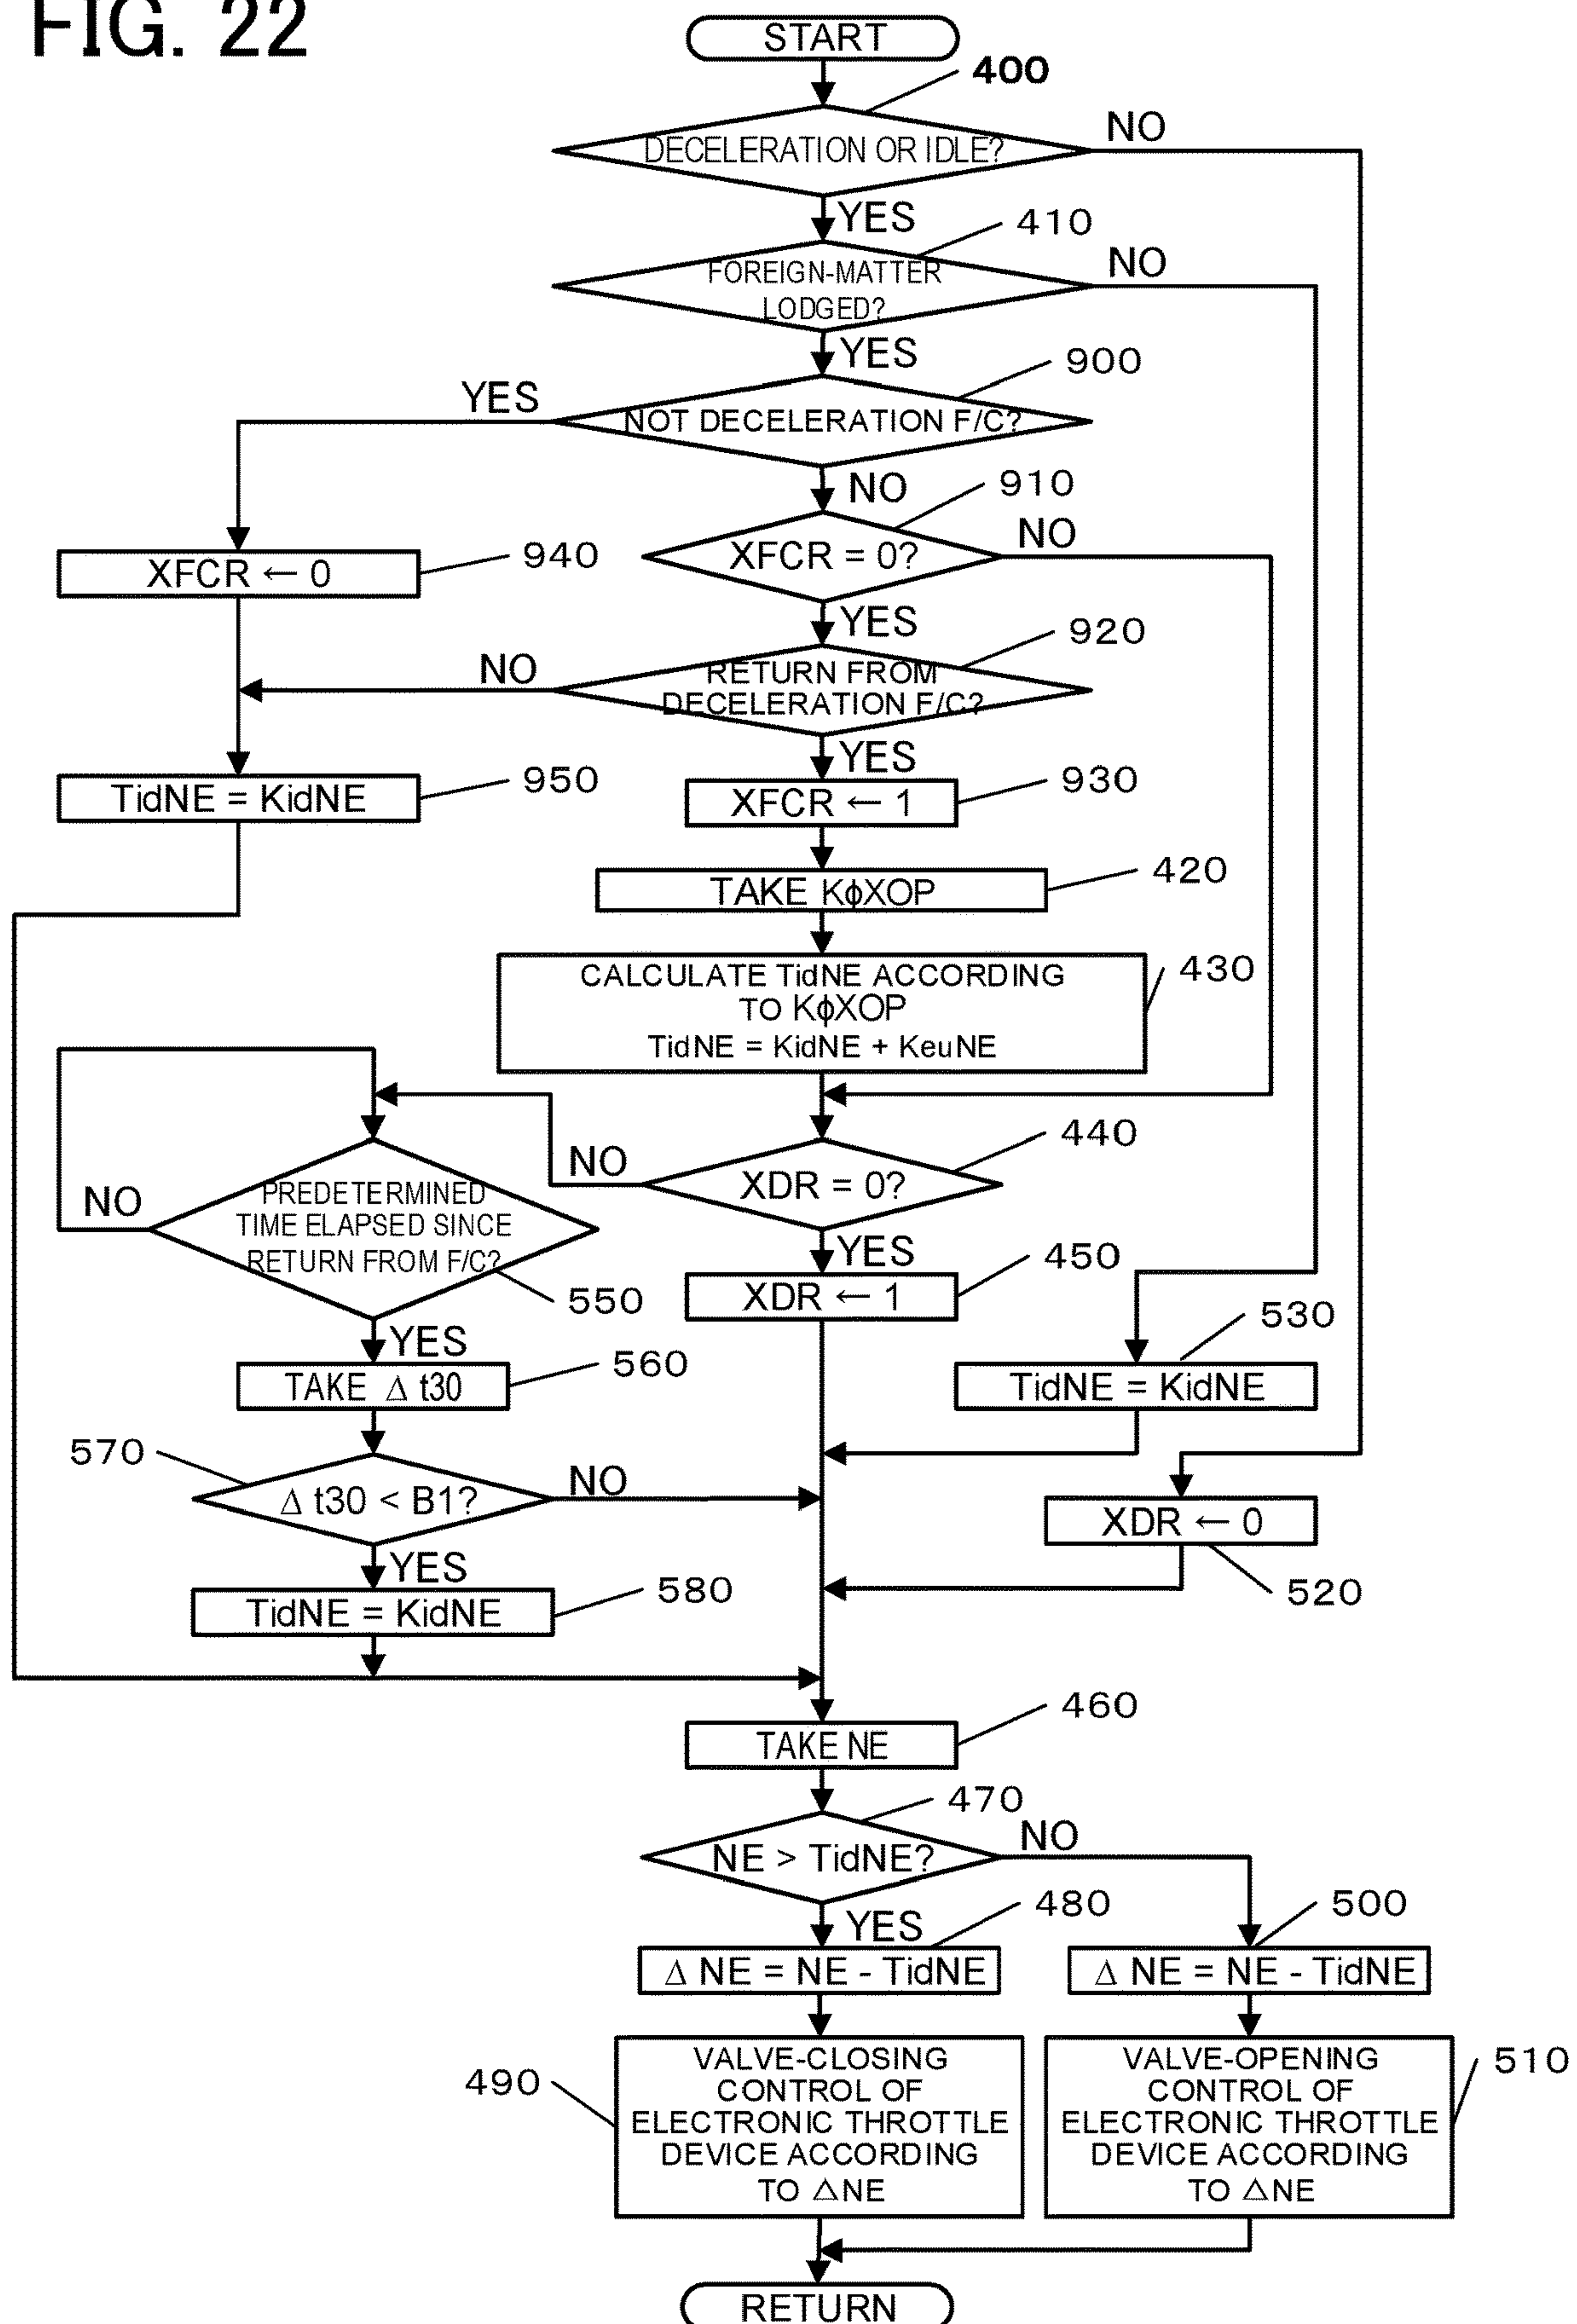 FIG. 22
START
400
DECELERATION OR IDLE?
NO
YES
410
FOREIGN-MATTER
LODGED?
NO
YES
900
YES
NOT DECELERATION F/C?
NO
910
XFCR = 0?
NO
XFCR ← 0
940
YES
920
NO
RETURN FROM
DECELERATION F/C?
YES
TidNE = KidNE
950
XFCR ← 1
930
TAKE KϕXOP
420
CALCULATE TidNE ACCORDING
TO KϕXOP
TidNE = KidNE + KeuNE
430
440
NO
XDR = 0?
NO
PREDETERMINED
TIME ELAPSED SINCE
RETURN FROM F/C?
550
YES
450
XDR ← 1
530
YES
560
TAKE Δ t30
TidNE = KidNE
570
NO
Δ t30 < B1?
XDR ← 0
520
YES
580
TidNE = KidNE
460
TAKE NE
470
NO
NE > TidNE?
480
500
YES
Δ NE = NE - TidNE
Δ NE = NE - TidNE
490
VALVE-CLOSING
CONTROL OF
ELECTRONIC THROTTLE
DEVICE ACCORDING
TO △NE
VALVE-OPENING
CONTROL OF
ELECTRONIC THROTTLE
DEVICE ACCORDING
TO △NE
510
RETURN